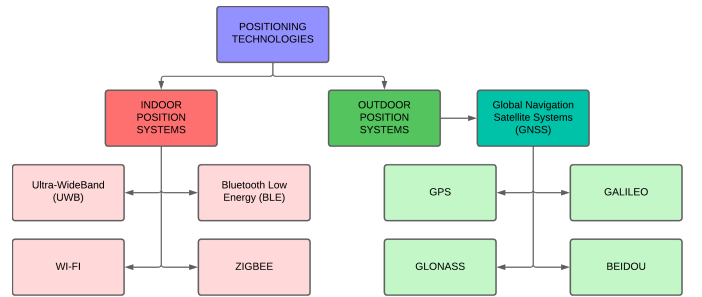 POSITIONING
TECHNOLOGIES
INDOOR
POSITION
SYSTEMS
OUTDOOR
POSITION
SYSTEMS
Global Navigation
Satellite Systems
(GNSS)
Ultra-WideBand
(UWB)
Bluetooth Low
Energy (BLE)
GPS
GALILEO
WI-FI
ZIGBEE
GLONASS
BEIDOU